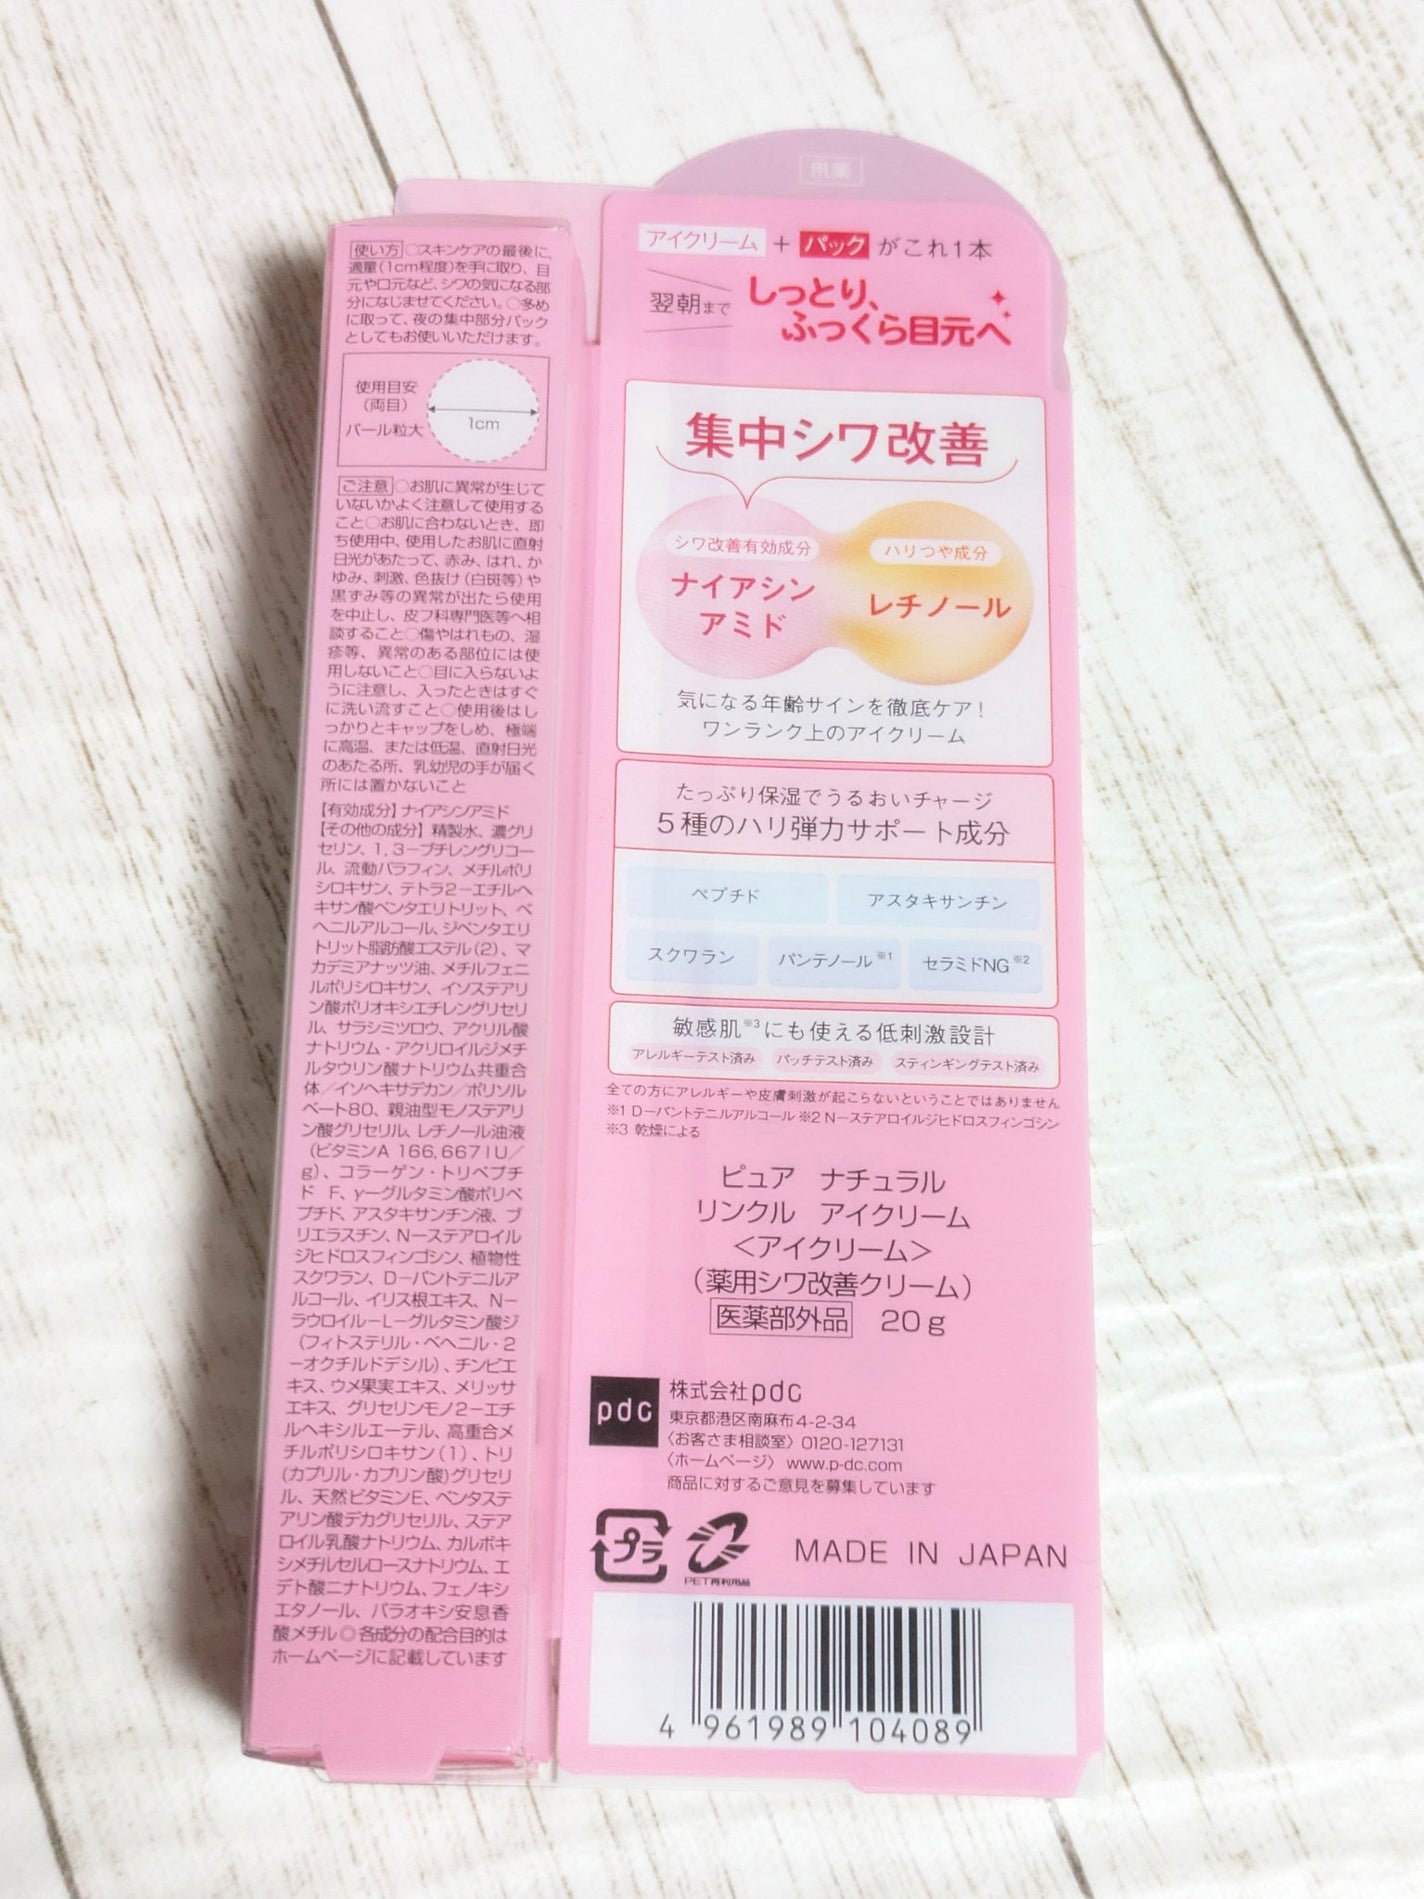 使い方 ○スキンケアの最後に、
適量(1cm程度)を手に取り、目
元や口元など、シワの気になる部
分になじませてください。○多め
に取って、夜の集中部分パック
としてもお使いいただけます。
使用目安
(両目)
パール粒大
1cm
ご注意 ○お肌に異常が生じて
いないかよく注意して使用する
こと○お肌に合わないとき、即
ち使用中、使用したお肌に直射
日光があたって、赤み、はれ、か
ゆみ、刺激、色抜け(白斑等)や
黒ずみ等の異常が出たら使用
を中止し、皮フ科専門医等へ相
談すること○傷やはれもの、湿
疹等、異常のある部位には使
用しないこと○目に入らないよ
うに注意し、入ったときはすぐ
に洗い流すこと○使用後はし
っかりとキャップをしめ、極端
に高温、または低温、直射日光
のあたる所、乳幼児の手が届く
所には置かないこと
【有効成分】ナイアシンアミド
【その他の成分】精製水、濃グリ
セリン、1,3-ブチレングリコー
ル、流動パラフィン、メチルポリ
シロキサン、テトラ2-エチルヘ
キサン酸ペンタエリトリット、ベ
ヘニルアルコール、ジペンタエリ
トリット脂肪酸エステル(2)、マ
カデミアナッツ油、メチルフェニ
ルポリシロキサン、イソステアリ
ン酸ポリオキシエチレングリセリ
ル、サラシミツロウ、アクリル酸
ナトリウム・アクリロイルジメチ
ルタウリン酸ナトリウム共重合
体/イソヘキサデカン/ポリソル
ベート80、親油型モノステアリ
ン酸グリセリル、レチノール油液
(ビタミンA 166,667IU/
g)、コラーゲン・トリペプチ
ド F、γ-グルタミン酸ポリペ
プチド、アスタキサンチン液、ブ
リエラスチン、N-ステアロイル
ジヒドロスフィンゴシン、植物性
スクワラン、D-パントテニルア
ルコール、イリス根エキス、N-
ラウロイル-L-グルタミン酸ジ
(フィトステリル・ベヘニル・2
-オクチルドデシル)、チンピエ
キス、ウメ果実エキス、メリッサ
エキス、グリセリンモノ2-エチ
ルヘキシルエーテル、高重合メ
チルポリシロキサン(1)、トリ
(カプリル・カプリン酸)グリセリ
ル、天然ビタミンE、ペンタステ
アリン酸デカグリセリル、ステア
ロイル乳酸ナトリウム、カルボキ
シメチルセルロースナトリウム、エ
デト酸二ナトリウム、フェノキシ
エタノール、パラオキシ安息香
酸メチル◎各成分の配合目的は
ホームページに記載しています
薬用
アイクリーム + パック がこれ1本
翌朝まで しっとり、
ふっくら目元へ
集中シワ改善
シワ改善有効成分
ナイアシン
アミド
ハリつや成分
レチノール
気になる年齢サインを徹底ケア!
ワンランク上のアイクリーム
たっぷり保湿でうるおいチャージ
5種のハリ弾力サポート成分
ペプチド アスタキサンチン
スクワラン パンテノール※1 セラミドNG※2
敏感肌※3にも使える低刺激設計
アレルギーテスト済み パッチテスト済み スティンギングテスト済み
全ての方にアレルギーや皮膚刺激が起こらないということではありません
※1 D-パントテニルアルコール ※2 N-ステアロイルジヒドロスフィンゴシン
※3 乾燥による
ピュア ナチュラル
リンクル アイクリーム
<アイクリーム>
(薬用シワ改善クリーム)
医薬部外品 20g
pdc
株式会社pdc
東京都港区南麻布4-2-34
〈お客さま相談室〉0120-127131
〈ホームページ〉www.p-dc.com
商品に対するご意見を募集しています
プラ
PET再利用品
MADE IN JAPAN
4 961989 104089